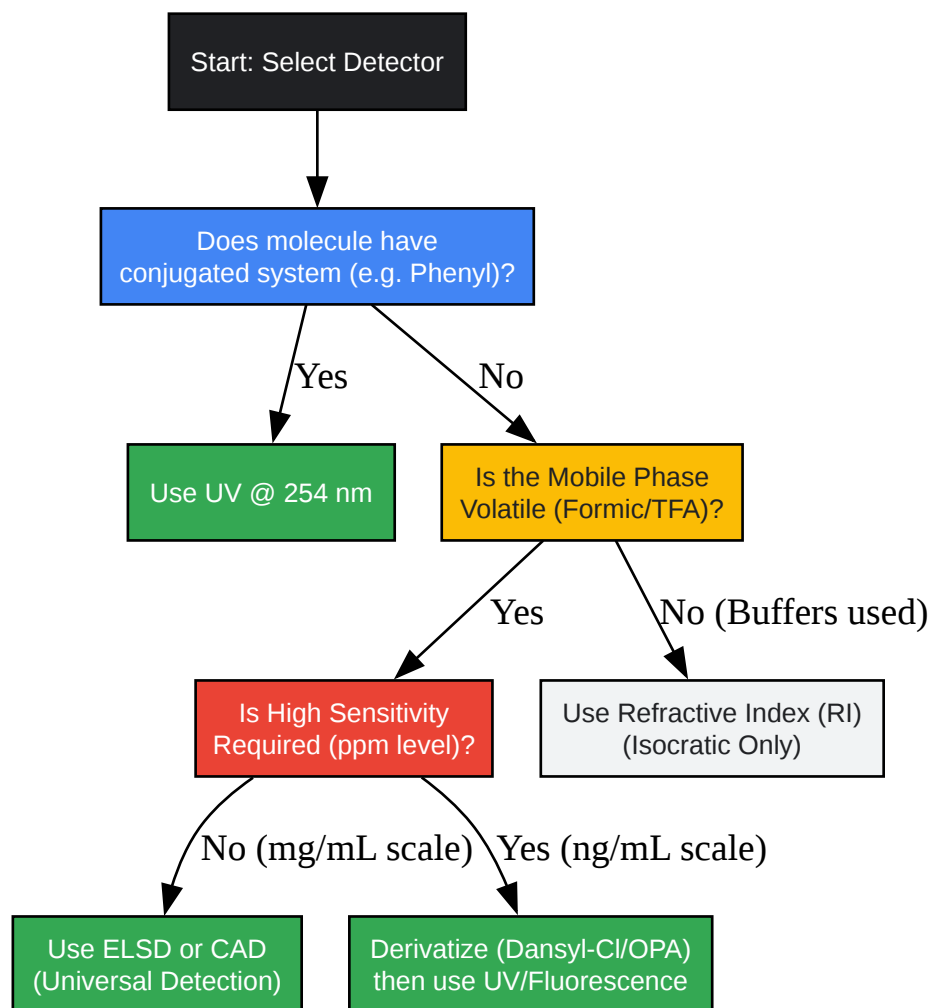 Start: Select Detector
Does molecule have
conjugated system (e.g. Phenyl)?
Yes
No
Use UV @ 254 nm
Is the Mobile Phase
Volatile (Formic/TFA)?
Yes
No (Buffers used)
Is High Sensitivity
Required (ppm level)?
Use Refractive Index (RI)
(Isocratic Only)
No (mg/mL scale)
Yes (ng/mL scale)
Use ELSD or CAD
(Universal Detection)
Derivatize (Dansyl-Cl/OPA)
then use UV/Fluorescence